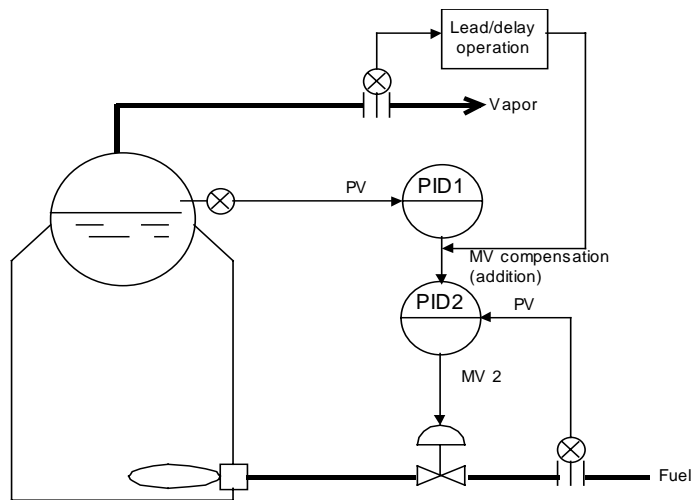 Lead/delay
operation
Vapor
PV
PID1
MV compensation
(addition)
PID2
PV
MV 2
Fuel